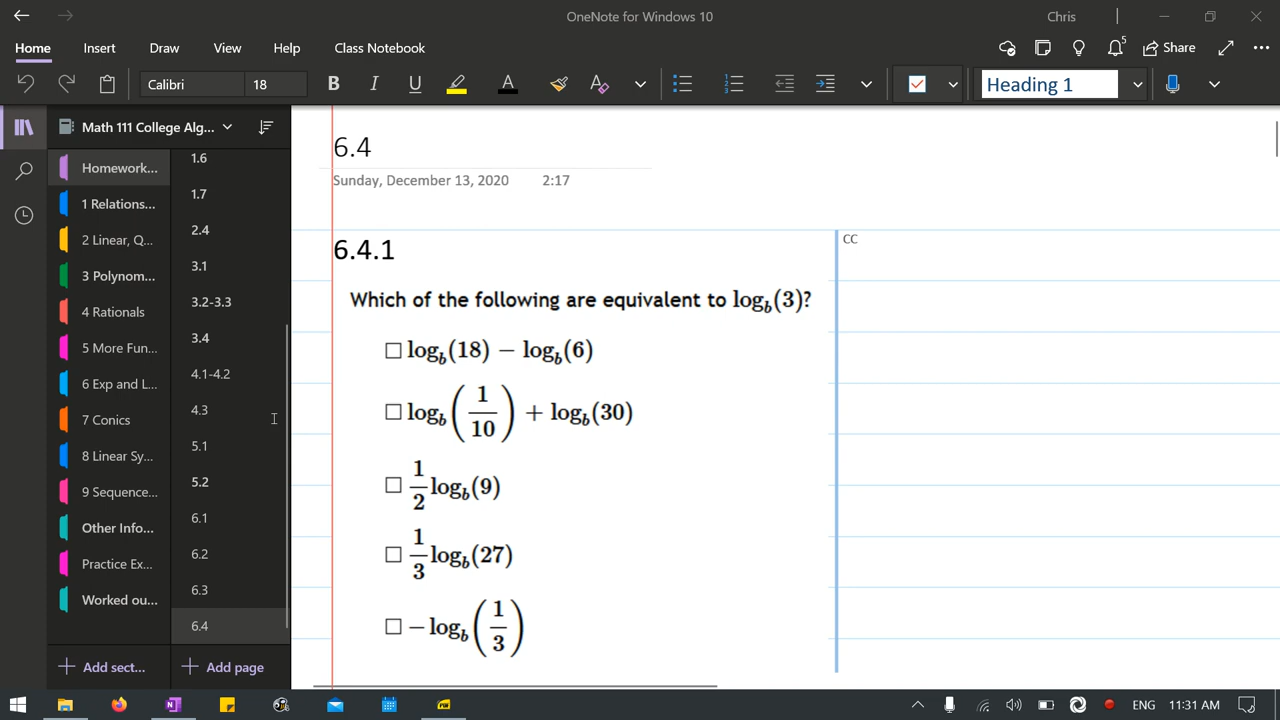 OneNote for Windows 10
Chris
Home Insert Draw View Help Class Notebook
5
Share
Calibri 18 B I U A Heading 1
Math 111 College Alg...
Homework...
1 Relations...
2 Linear, Q...
3 Polynom...
4 Rationals
5 More Fun...
6 Exp and L...
7 Conics
8 Linear Sy...
9 Sequence...
Other Info...
Practice Ex...
Worked ou...
Add sect...
1.6
1.7
2.4
3.1
3.2-3.3
3.4
4.1-4.2
4.3
5.1
5.2
6.1
6.2
6.3
6.4
Add page
6.4
Sunday, December 13, 2020 2:17
6.4.1
CC
Which of the following are equivalent to log_b(3)?
log_b(18) − log_b(6)
log_b(1/10) + log_b(30)
1/2 log_b(9)
1/3 log_b(27)
− log_b(1/3)
ENG 11:31 AM